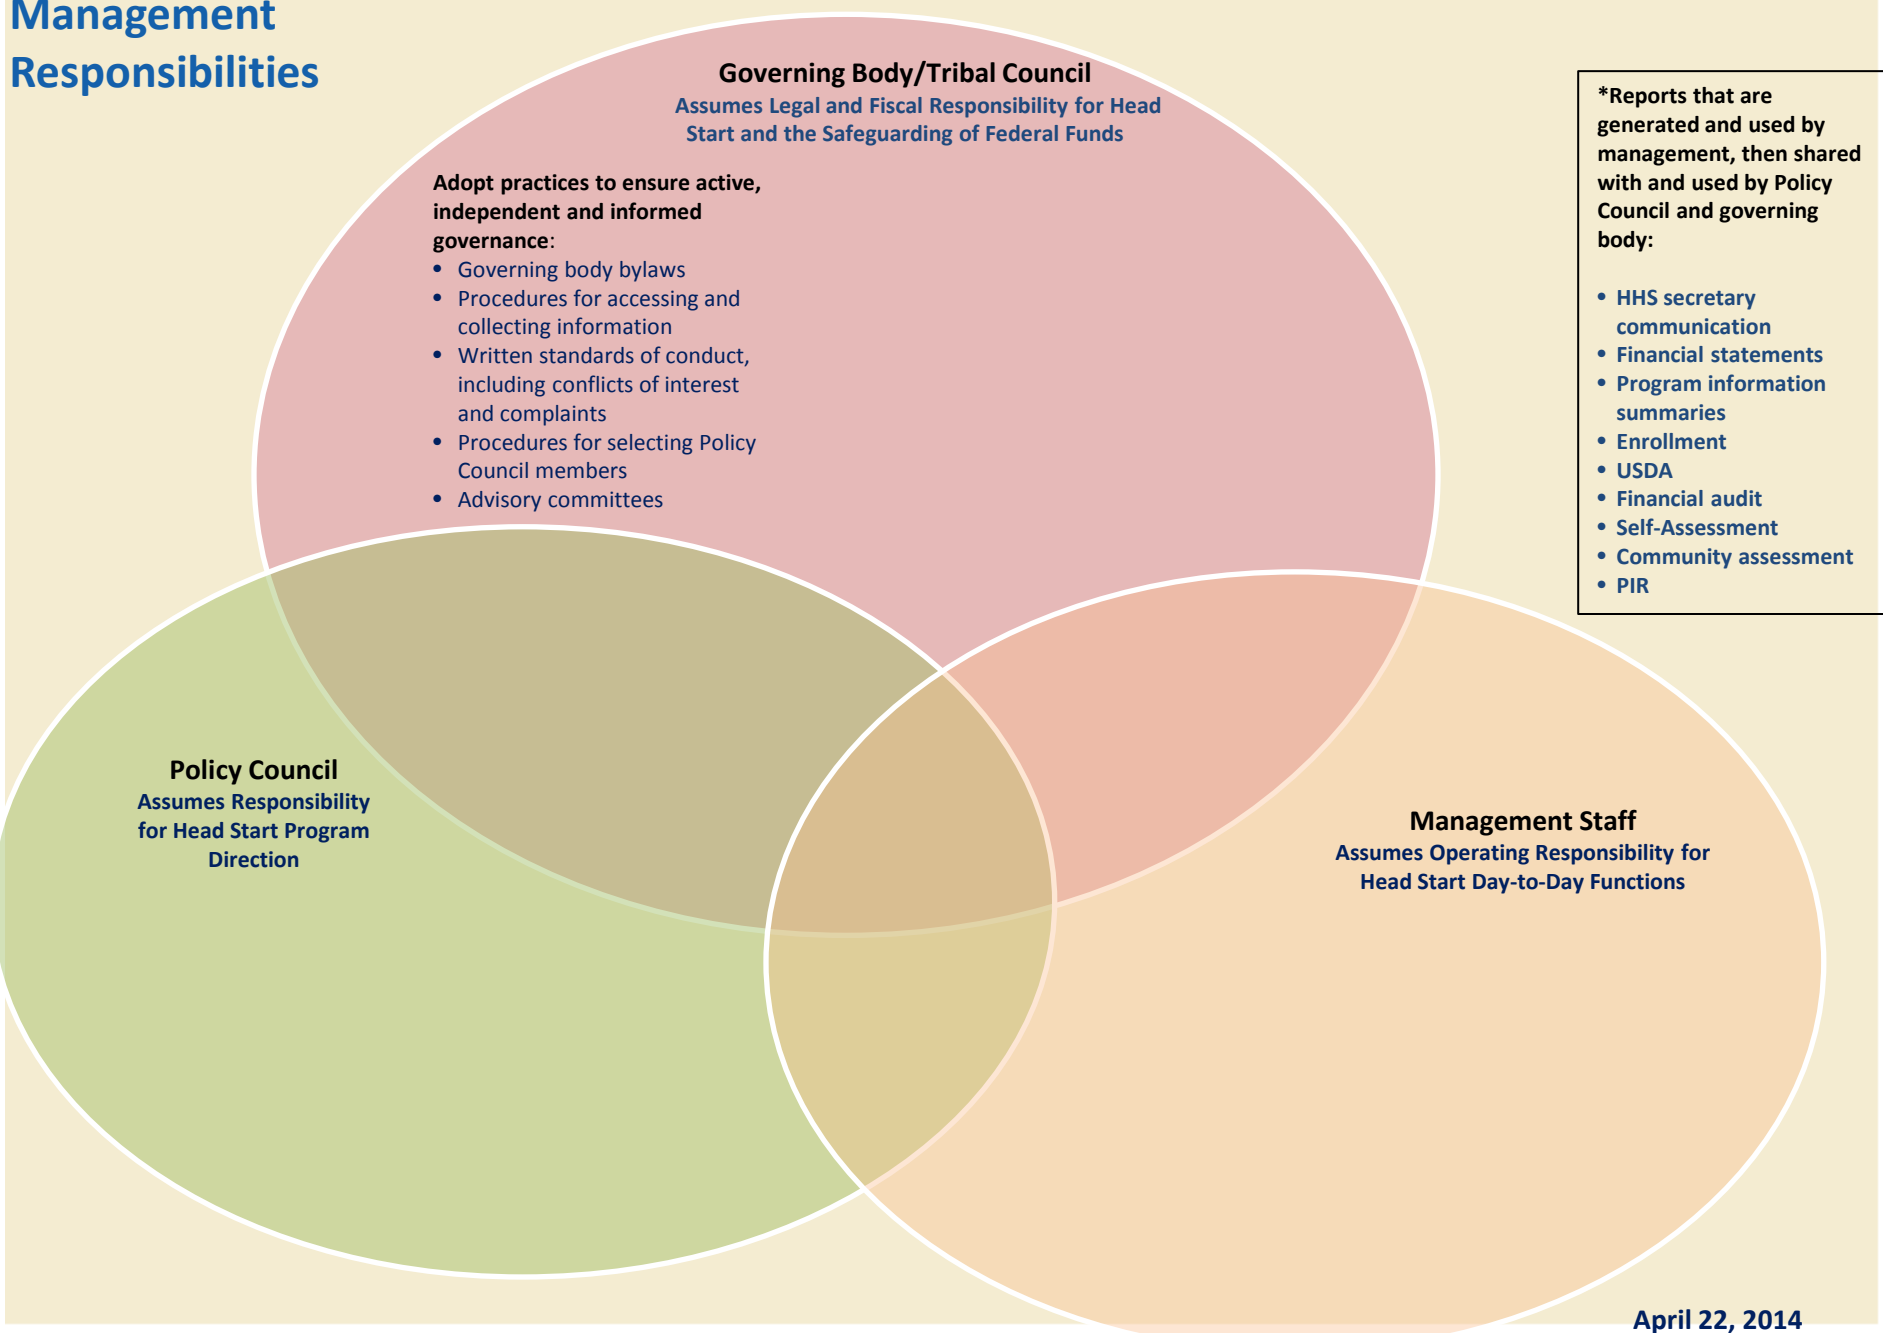 Management
Responsibilities
Governing Body/Tribal Council
Assumes Legal and Fiscal Responsibility for Head
Start and the Safeguarding of Federal Funds
Adopt practices to ensure active,
independent and informed
governance:
• Governing body bylaws
• Procedures for accessing and
collecting information
• Written standards of conduct,
including conflicts of interest
and complaints
• Procedures for selecting Policy
Council members
• Advisory committees
*Reports that are
generated and used by
management, then shared
with and used by Policy
Council and governing
body:
• HHS secretary
communication
• Financial statements
• Program information
summaries
• Enrollment
• USDA
• Financial audit
• Self-Assessment
• Community assessment
• PIR
Policy Council
Assumes Responsibility
for Head Start Program
Direction
Management Staff
Assumes Operating Responsibility for
Head Start Day-to-Day Functions
April 22, 2014